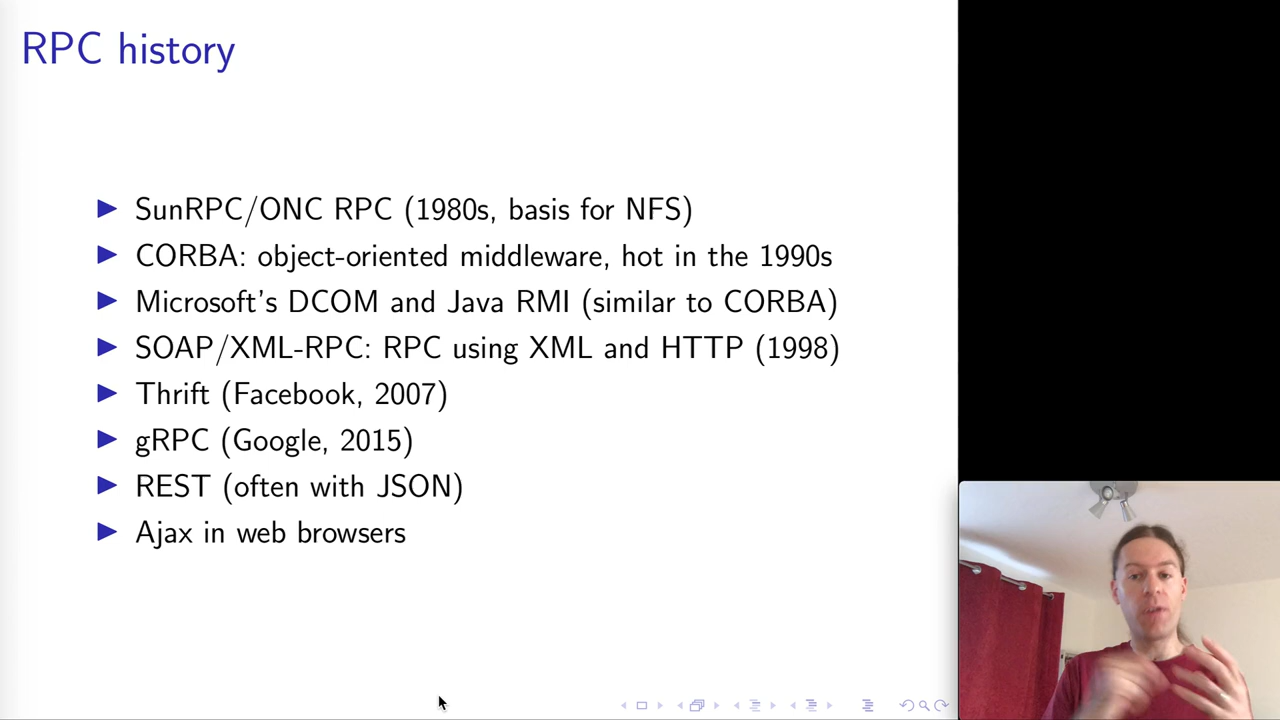 RPC history
SunRPC/ONC RPC (1980s, basis for NFS)
CORBA: object-oriented middleware, hot in the 1990s
Microsoft's DCOM and Java RMI (similar to CORBA)
SOAP/XML-RPC: RPC using XML and HTTP (1998)
Thrift (Facebook, 2007)
gRPC (Google, 2015)
REST (often with JSON)
Ajax in web browsers